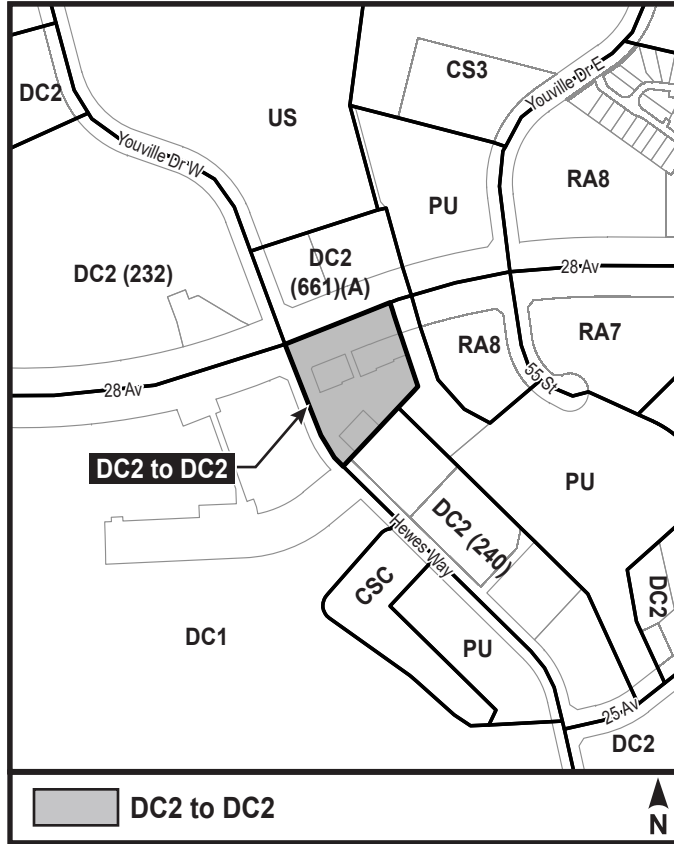 CS3
DC2
US
Youville Dr E
Youville Dr W
RA8
PU
DC2 (232)
DC2
(661)(A)
28 Av
RA8
RA7
28 Av
55 St
DC2 to DC2
PU
DC2 (240)
Hewes Way
CSC
DC2
DC1
PU
25 Av
DC2
DC2 to DC2
N